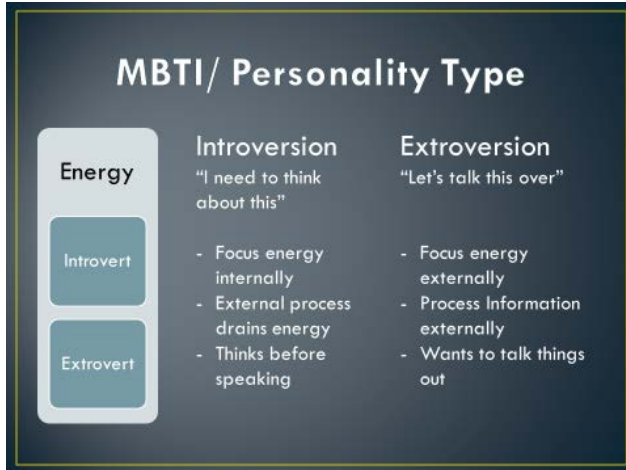 MBTI/ Personality Type
Energy
Introvert
Extrovert
Introversion
“I need to think
about this”
- Focus energy
internally
- External process
drains energy
- Thinks before
speaking
Extroversion
“Let’s talk this over”
- Focus energy
externally
- Process Information
externally
- Wants to talk things
out